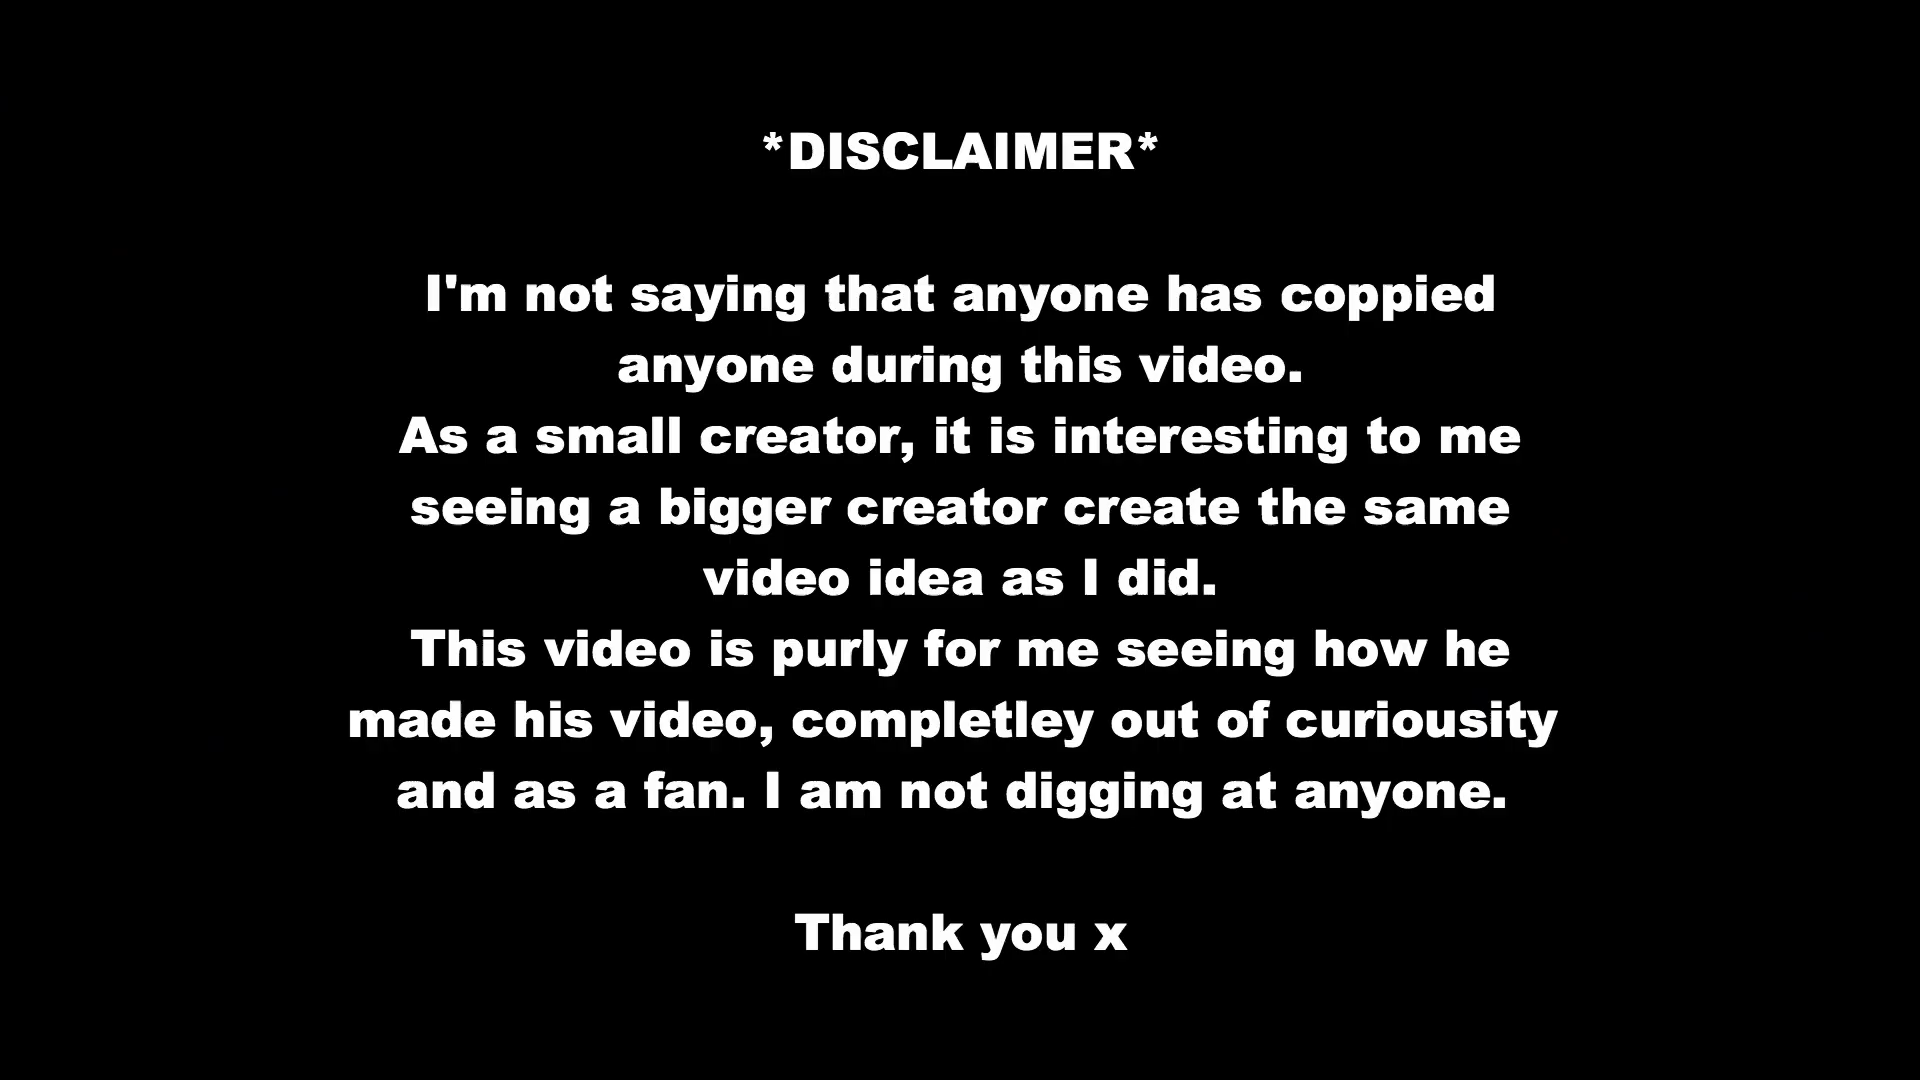 *DISCLAIMER*
I'm not saying that anyone has coppied
anyone during this video.
As a small creator, it is interesting to me
seeing a bigger creator create the same
video idea as I did.
This video is purly for me seeing how he
made his video, completley out of curiousity
and as a fan. I am not digging at anyone.
Thank you x